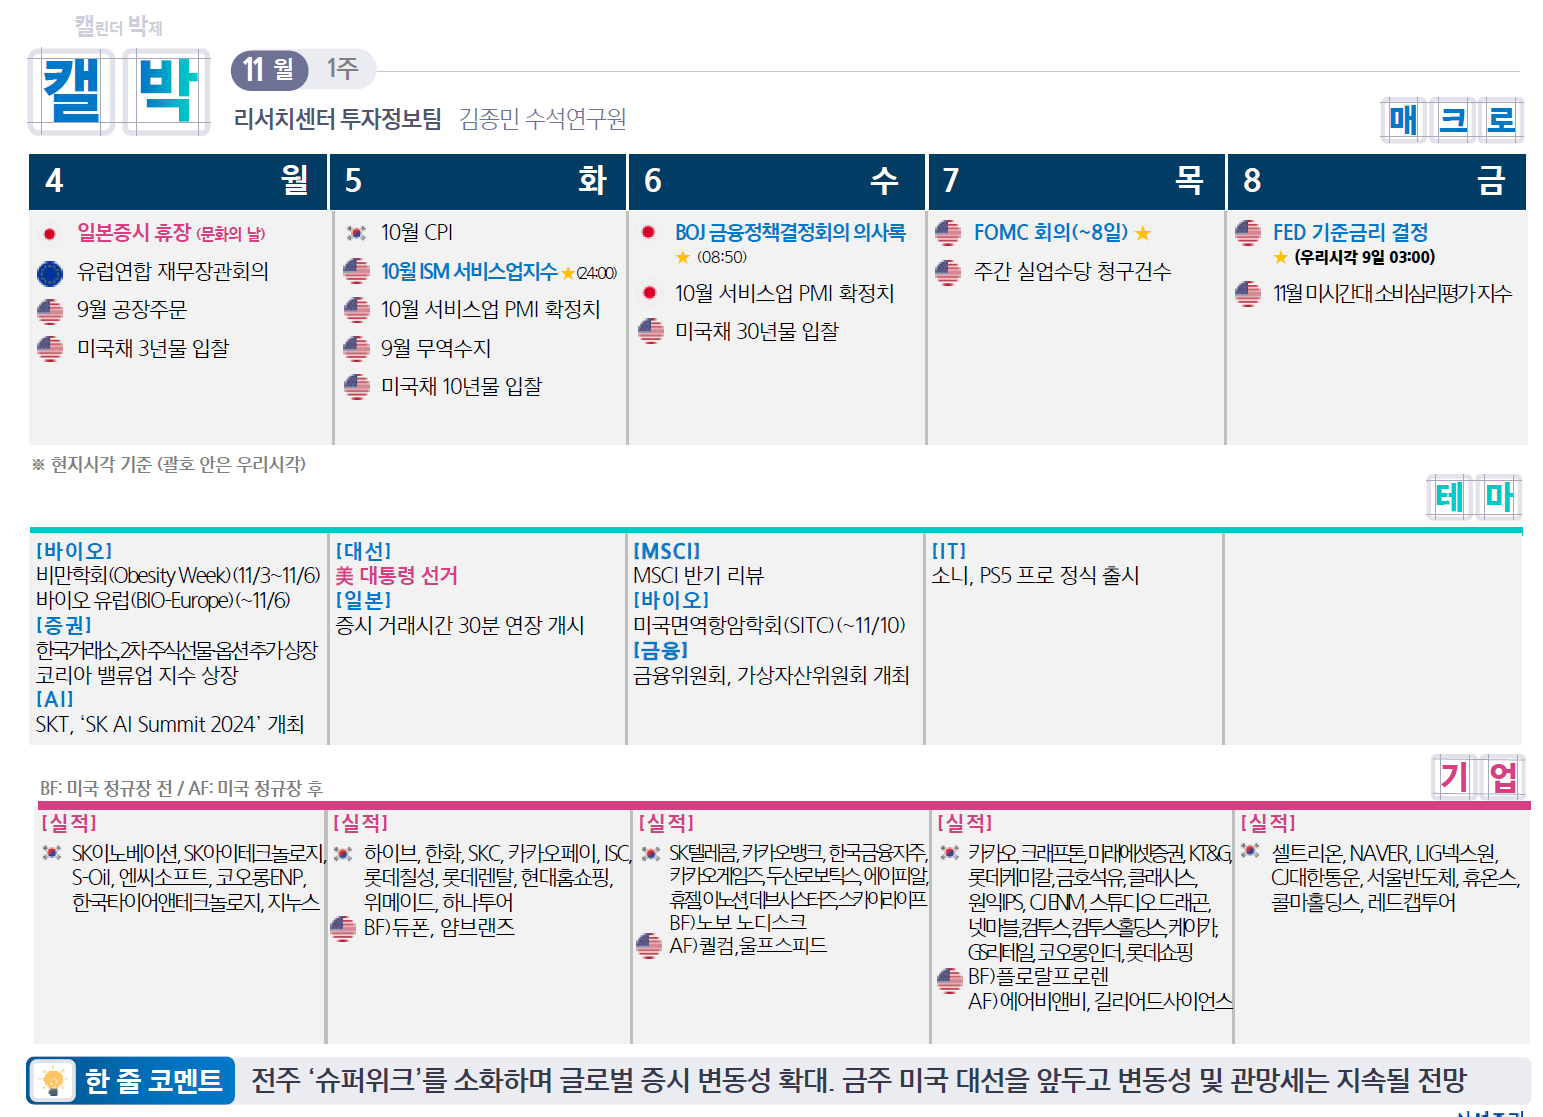 캘린더 박제
캘 박
11 월 1주
리서치센터 투자정보팀 김종민 수석연구원
매크로
4 월
5 화
6 수
7 목
8 금
일본증시 휴장 (문화의 날)
유럽연합 재무장관회의
9월 공장주문
미국채 3년물 입찰
10월 CPI
10월 ISM 서비스업지수 ★(24:00)
10월 서비스업 PMI 확정치
9월 무역수지
미국채 10년물 입찰
BOJ 금융정책결정회의 의사록
★ (08:50)
10월 서비스업 PMI 확정치
미국채 30년물 입찰
FOMC 회의(~8일) ★
주간 실업수당 청구건수
FED 기준금리 결정
★ (우리시각 9일 03:00)
11월 미시간대 소비심리평가 지수
※ 현지시각 기준 (괄호 안은 우리시각)
테마
[바이오]
비만학회(Obesity Week)(11/3~11/6)
바이오 유럽(BIO-Europe)(~11/6)
[증권]
한국거래소, 2차 주식선물·옵션 추가 상장
코리아 밸류업 지수 상장
[AI]
SKT, ‘SK AI Summit 2024’ 개최
[대선]
美 대통령 선거
[일본]
증시 거래시간 30분 연장 개시
[MSCI]
MSCI 반기 리뷰
[바이오]
미국면역항암학회(SITC)(~11/10)
[금융]
금융위원회, 가상자산위원회 개최
[IT]
소니, PS5 프로 정식 출시
기업
BF: 미국 정규장 전 / AF: 미국 정규장 후
[실적]
SK이노베이션, SK아이테크놀로지,
S-Oil, 엔씨소프트, 코오롱ENP,
한국타이어앤테크놀로지, 지누스
[실적]
하이브, 한화, SKC, 카카오페이, ISC,
롯데칠성, 롯데렌탈, 현대홈쇼핑,
위메이드, 하나투어
BF)듀폰, 얌브랜즈
[실적]
SK텔레콤, 카카오뱅크, 한국금융지주,
카카오게임즈, 두산로보틱스, 에이피알,
휴젤, 이노션, 데브시스터즈, 스카이라이프
BF)노보 노디스크
AF)퀄컴,울프스피드
[실적]
카카오, 크래프톤, 미래에셋증권, KT&G,
롯데케미칼, 금호석유, 클래시스,
원익IPS, CJ ENM, 스튜디오드래곤,
넷마블, 컴투스, 컴투스홀딩스, 케이카,
GS리테일, 코오롱인더, 롯데쇼핑
BF)플로랄프로렌
AF)에어비앤비, 길리어드사이언스
[실적]
셀트리온, NAVER, LIG넥스원,
CJ대한통운, 서울반도체, 휴온스,
콜마홀딩스, 레드캡투어
한 줄 코멘트
전주 ‘슈퍼위크’를 소화하며 글로벌 증시 변동성 확대. 금주 미국 대선을 앞두고 변동성 및 관망세는 지속될 전망